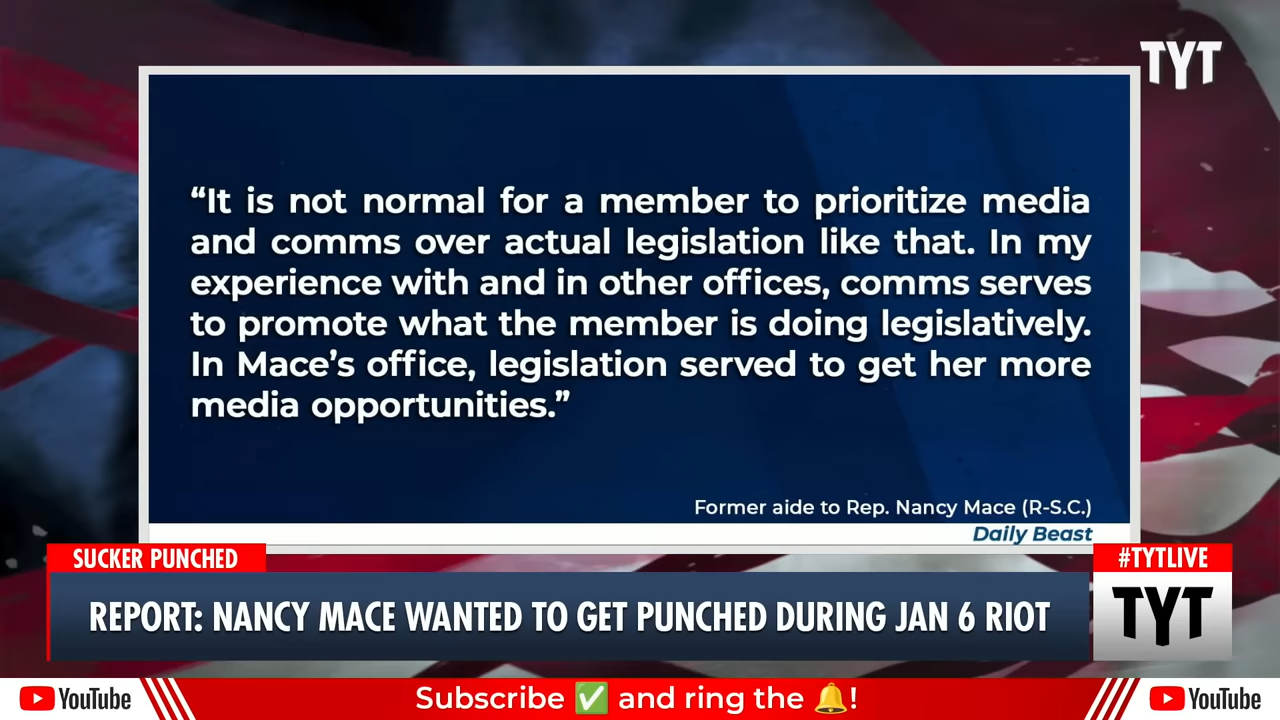 TYT
“It is not normal for a member to prioritize media
and comms over actual legislation like that. In my
experience with and in other offices, comms serves
to promote what the member is doing legislatively.
In Mace’s office, legislation served to get her more
media opportunities.”
Former aide to Rep. Nancy Mace (R-S.C.)
Daily Beast
SUCKER PUNCHED
#TYTLIVE
REPORT: NANCY MACE WANTED TO GET PUNCHED DURING JAN 6 RIOT
TYT
YouTube
Subscribe ✅ and ring the 🔔!
YouTube